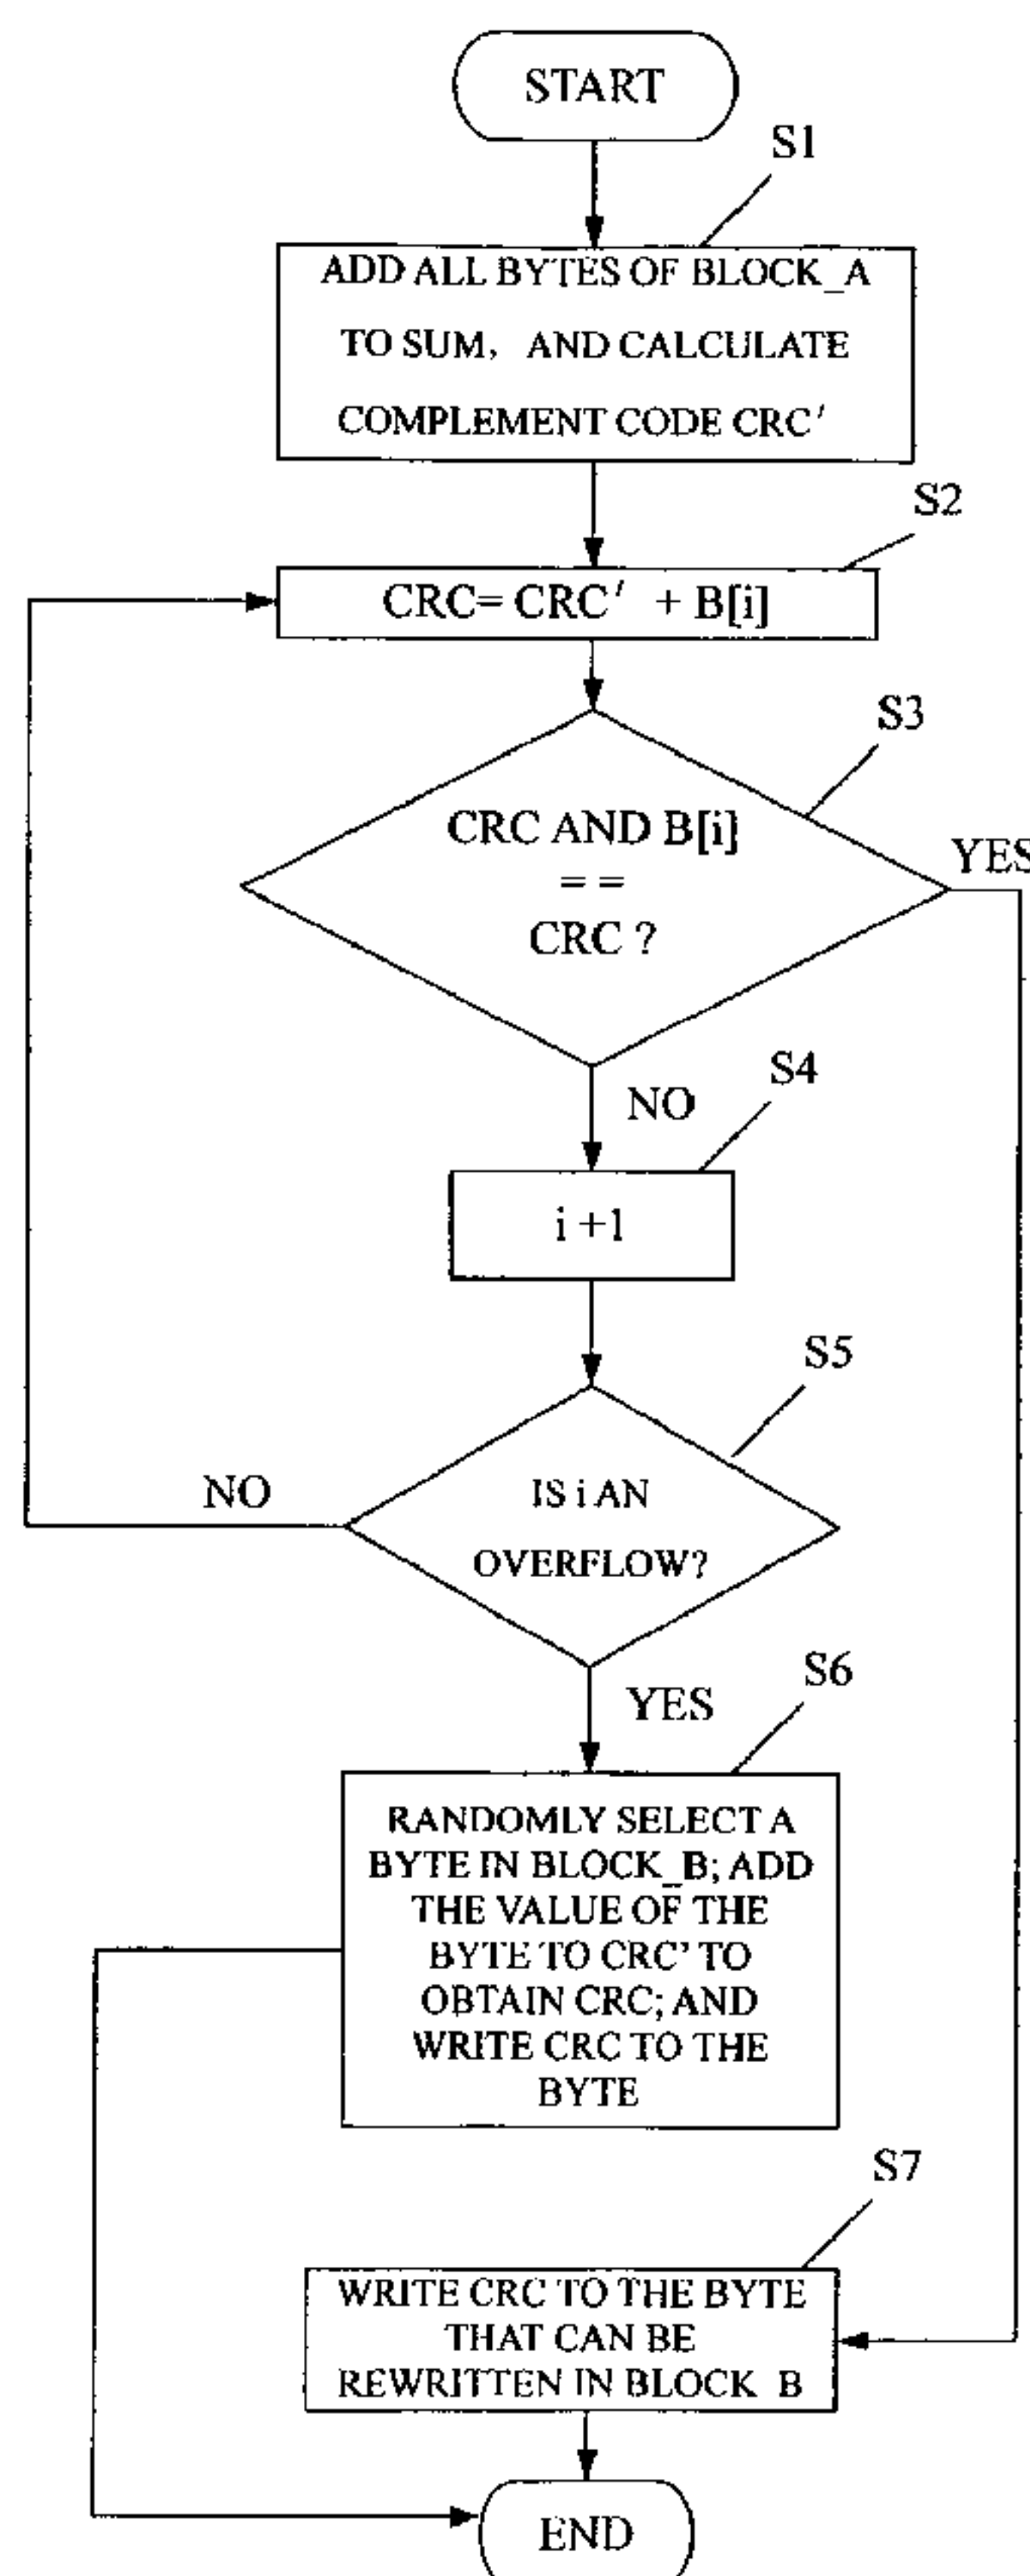 START
S1
ADD ALL BYTES OF BLOCK_A
TO SUM, AND CALCULATE
COMPLEMENT CODE CRC'
S2
CRC= CRC' + B[i]
S3
CRC AND B[i]
= =
CRC ?
YES
NO
S4
i +1
S5
IS i AN
OVERFLOW?
NO
YES
S6
RANDOMLY SELECT A
BYTE IN BLOCK_B; ADD
THE VALUE OF THE
BYTE TO CRC' TO
OBTAIN CRC; AND
WRITE CRC TO THE
BYTE
S7
WRITE CRC TO THE BYTE
THAT CAN BE
REWRITTEN IN BLOCK_B
END